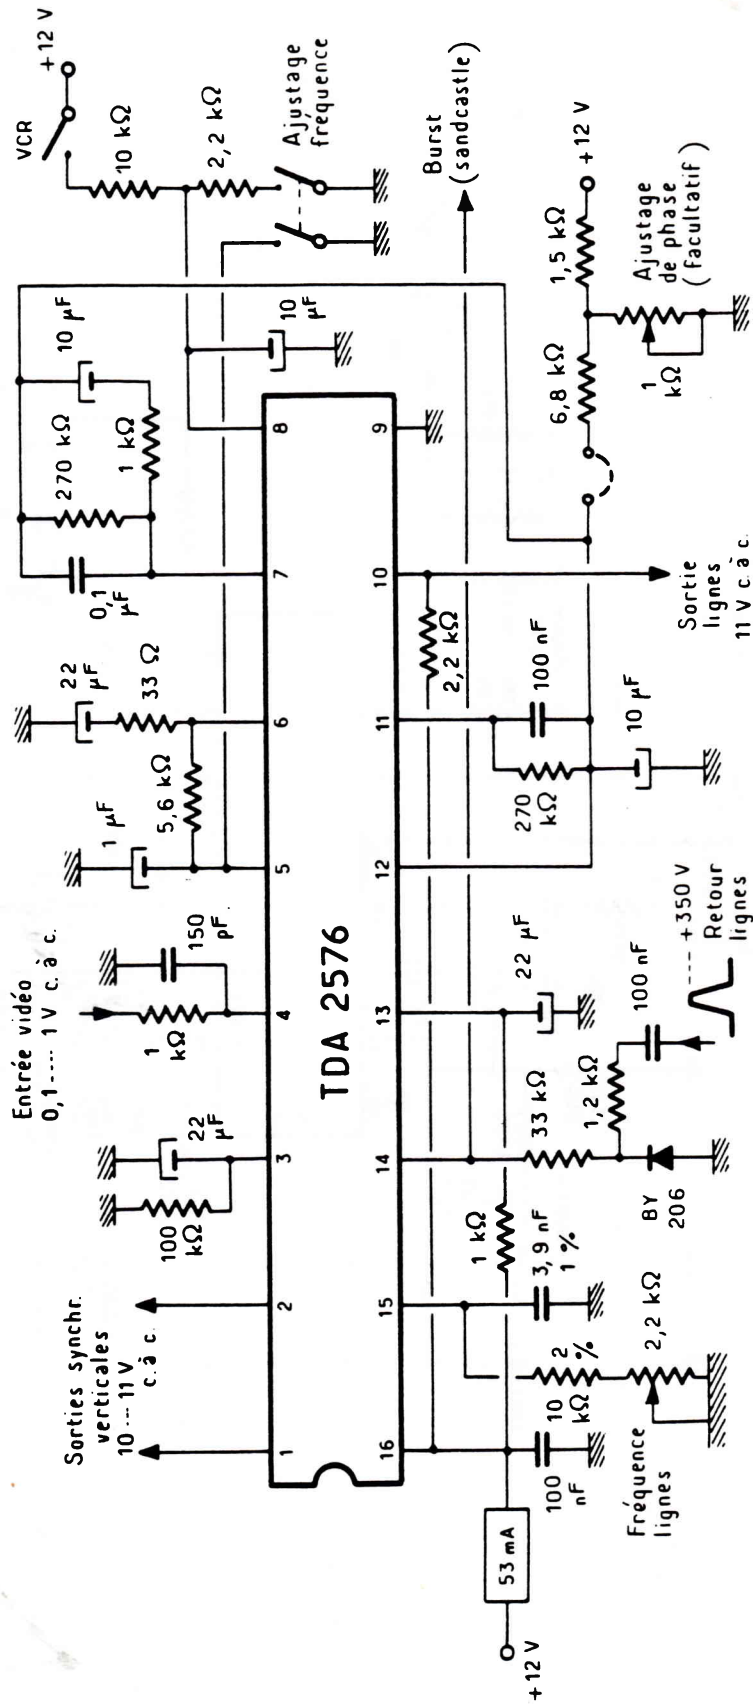 Sorties synchr.
verticales
10 --- 11 V
c. à c.
Entrée vidéo
0,1 ---- 1 V c. à c.
100
kΩ
22
µF
1
kΩ
150
pF
1 µF
5,6 kΩ
22
µF
33 Ω
0,1
µF
270 kΩ
1 kΩ
10 µF
VCR
+12 V
10 kΩ
2,2 kΩ
10
µF
Ajustage
fréquence
1
2
3
4
5
6
7
8
TDA 2576
16
15
14
13
12
11
10
9
+12 V
53 mA
100
nF
10
kΩ
2
%
3,9 nF
1 %
1 kΩ
2,2 kΩ
Fréquence
lignes
33 kΩ
1,2 kΩ
BY
206
22 µF
100 nF
+350 V
Retour
lignes
270
kΩ
100 nF
10 µF
2,2 kΩ
Sortie
lignes
11 V c. à c.
6,8 kΩ
1,5 kΩ
+12 V
1
kΩ
Ajustage
de phase
(facultatif)
Burst
(sandcastle)